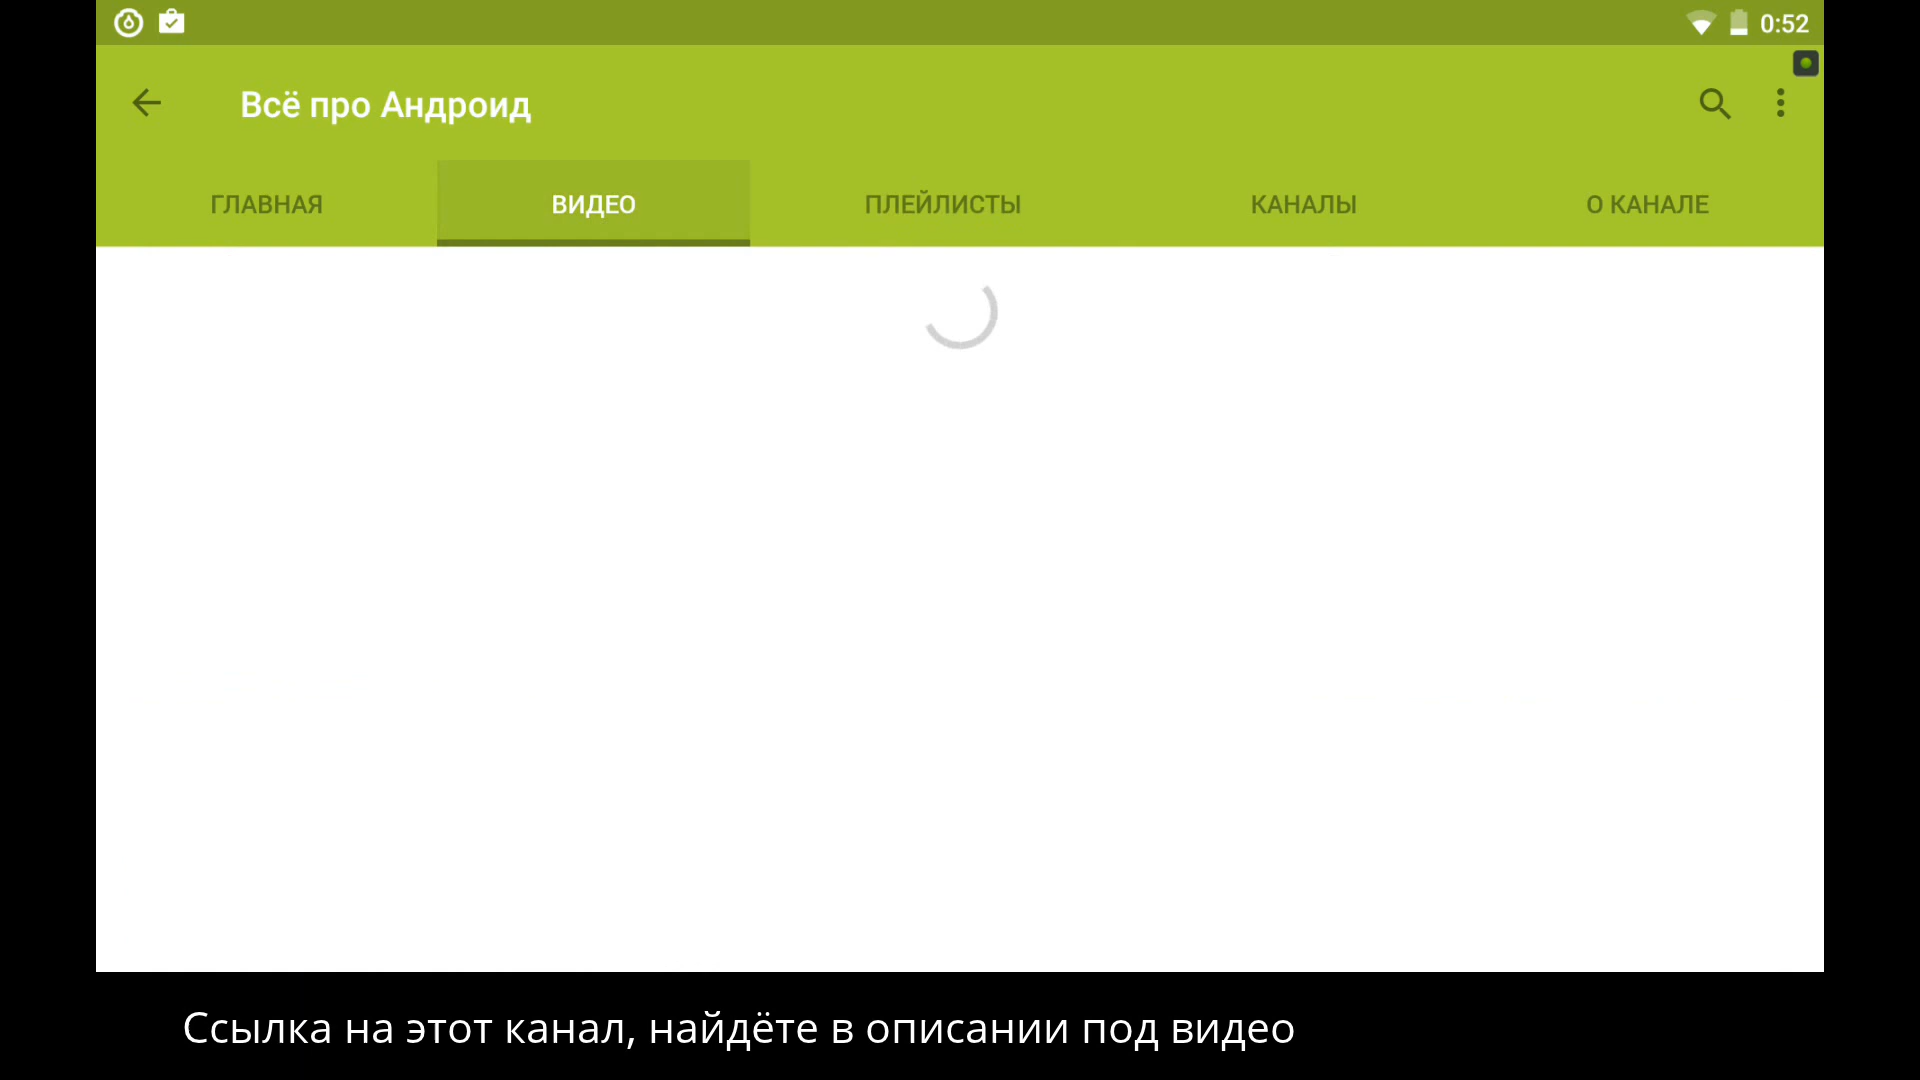 0:52
Всё про Андроид
ГЛАВНАЯ ВИДЕО ПЛЕЙЛИСТЫ КАНАЛЫ О КАНАЛЕ
Ссылка на этот канал, найдёте в описании под видео